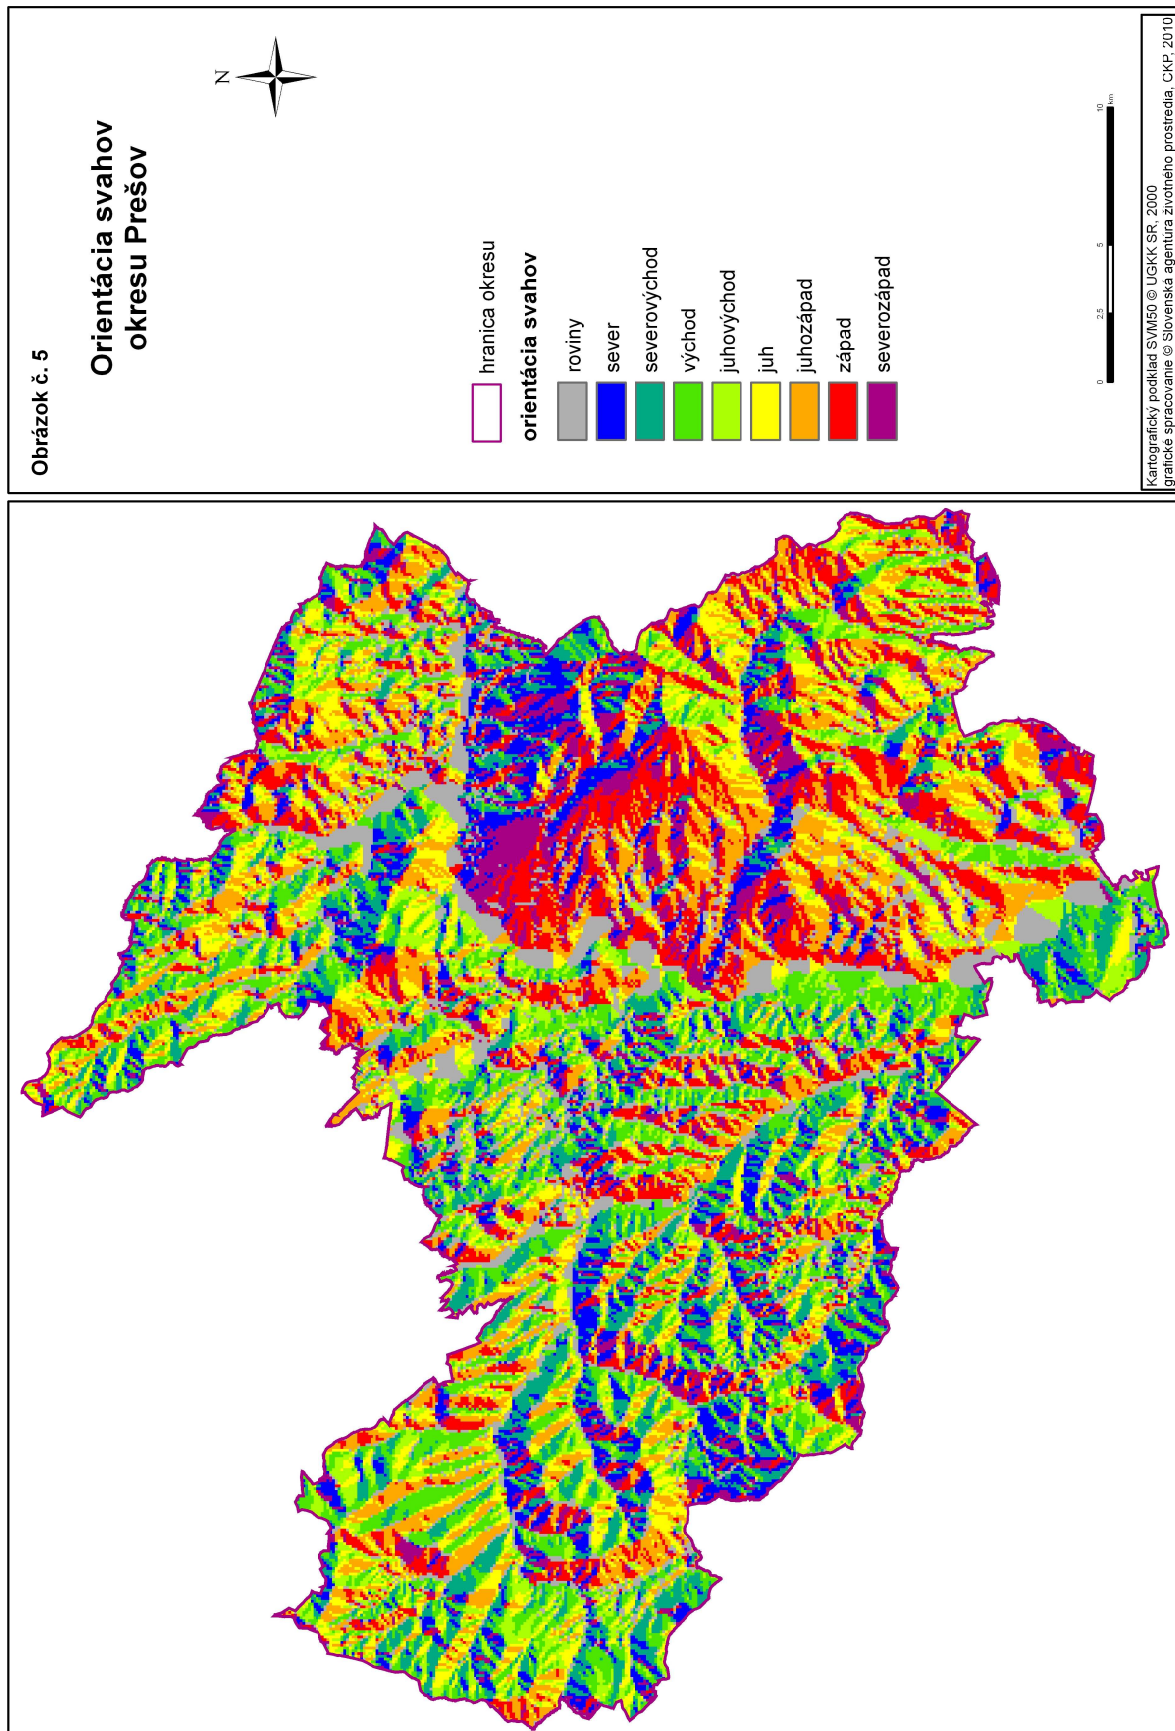 Obrázok č. 5
Orientácia svahov
okresu Prešov
N
hranica okresu
orientácia svahov
roviny
sever
severovýchod
východ
juhovýchod
juh
juhozápad
západ
severozápad
0 2,5 5 10
km
Kartografický podklad SVM50 © UGKK SR, 2000
grafické spracovanie © Slovenská agentúra životného prostredia, CKP, 2010